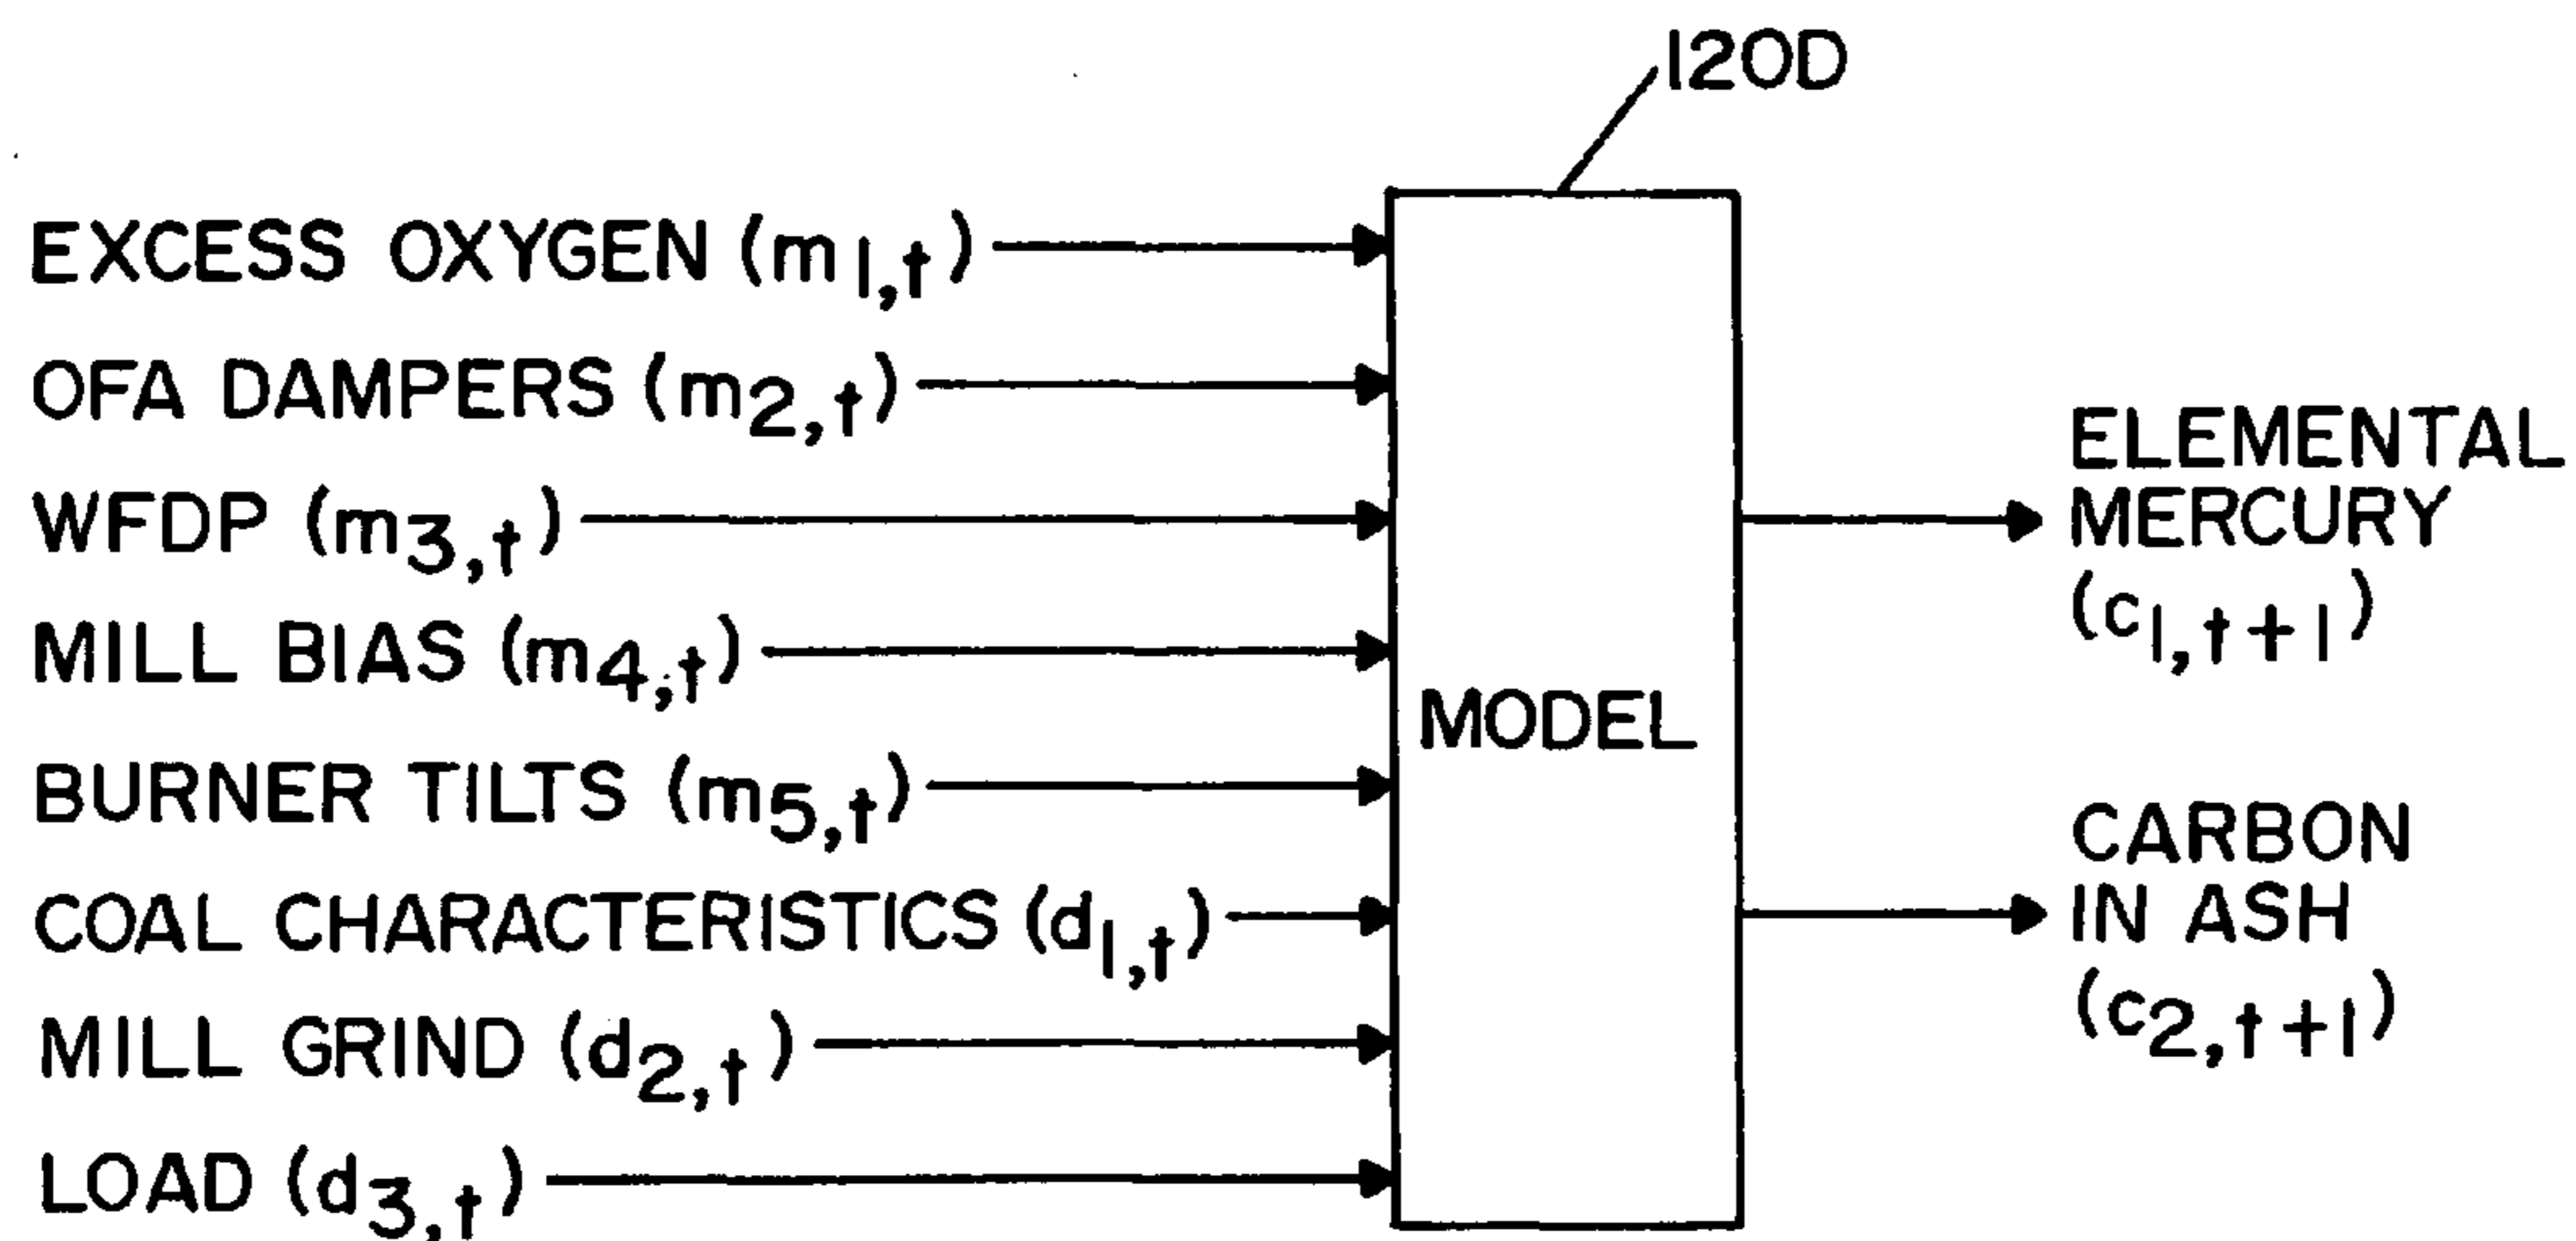 120D
EXCESS OXYGEN (m1,t)
OFA DAMPERS (m2,t)
WFDP (m3,t)
MILL BIAS (m4,t)
BURNER TILTS (m5,t)
COAL CHARACTERISTICS (d1,t)
MILL GRIND (d2,t)
LOAD (d3,t)
MODEL
ELEMENTAL
MERCURY
(c1,t+1)
CARBON
IN ASH
(c2,t+1)